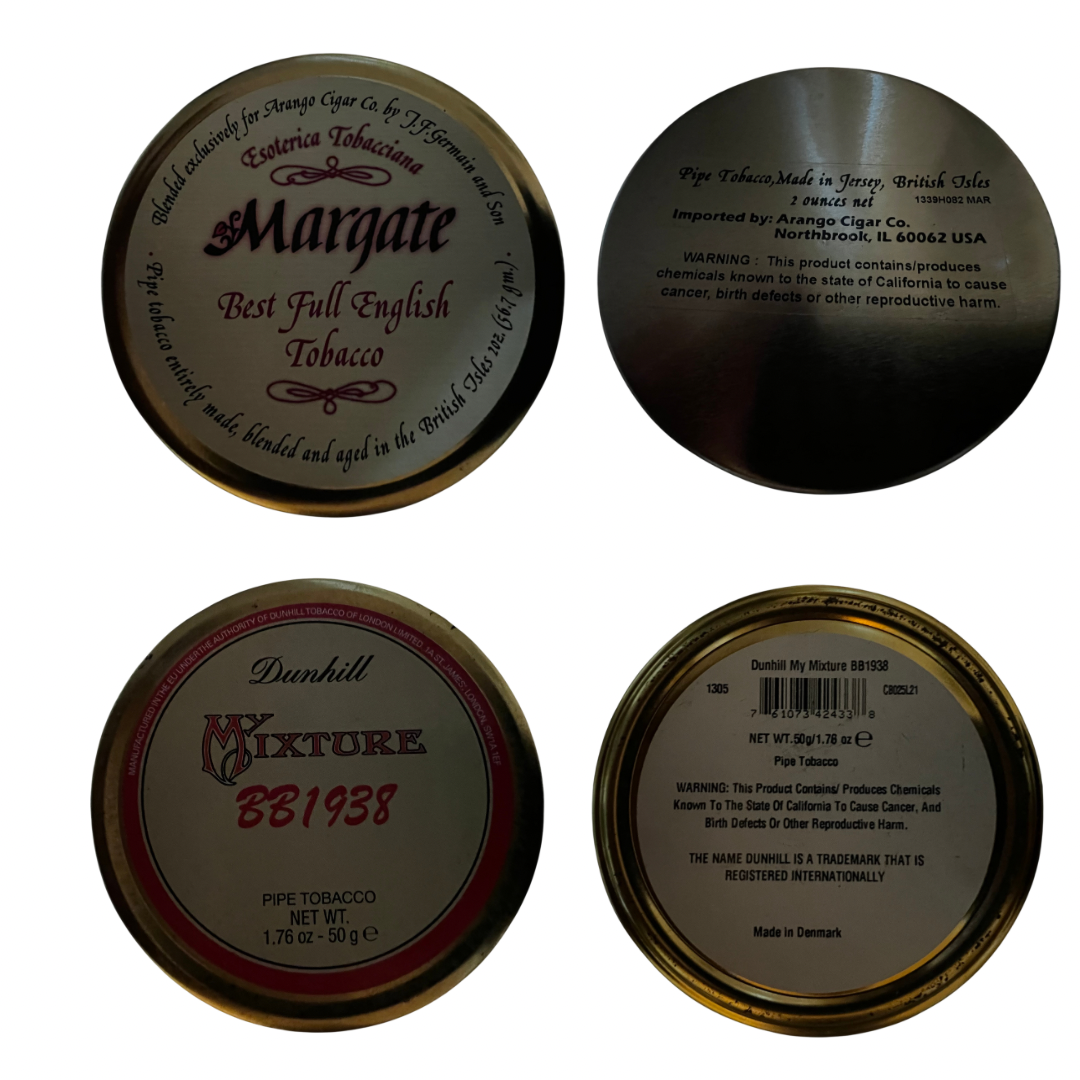 Blended exclusively for Arango Cigar Co. by J.F. Germain and Son
Esoterica Tobacciana
Margate
Best Full English
Tobacco
· Pipe tobacco entirely made, blended and aged in the British Isles 2oz. (56.7 gm.) ·
Pipe Tobacco, Made in Jersey, British Isles
2 ounces net 1339H082 MAR
Imported by: Arango Cigar Co.
Northbrook, IL 60062 USA
WARNING : This product contains/produces
chemicals known to the state of California to cause
cancer, birth defects or other reproductive harm.
MANUFACTURED IN THE EU UNDER THE AUTHORITY OF DUNHILL TOBACCO OF LONDON LIMITED, 1A ST. JAMES', LONDON, SW1A 1EF
Dunhill
MY MIXTURE
BB1938
PIPE TOBACCO
NET WT.
1.76 oz - 50 g ℮
Dunhill My Mixture BB1938
1305 CB025L21
7 61073 42433 8
NET WT. 50g/1.76 oz ℮
Pipe Tobacco
WARNING: This Product Contains/ Produces Chemicals
Known To The State Of California To Cause Cancer, And
Birth Defects Or Other Reproductive Harm.
THE NAME DUNHILL IS A TRADEMARK THAT IS
REGISTERED INTERNATIONALLY
Made in Denmark